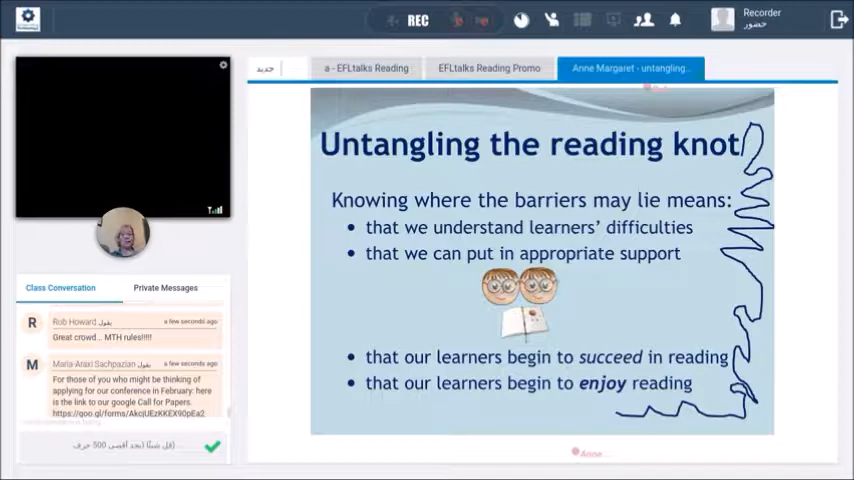 REC
Recorder
حضور
جديد
a - EFLtalks Reading
EFLtalks Reading Promo
Anne Margaret - untangling...
Untangling the reading knot
Knowing where the barriers may lie means:
• that we understand learners' difficulties
• that we can put in appropriate support
• that our learners begin to succeed in reading
• that our learners begin to enjoy reading
Anne...
Class Conversation
Private Messages
R
Rob Howard يقول
a few seconds ago
Great crowd... MTH rules!!!!!
M
Maria-Araxi Sachpazian يقول
a few seconds ago
For those of you who might be thinking of
applying for our conference in February: here
is the link to our google Call for Papers.
https://goo.gl/forms/AkcjUEzKKEX90pEa2